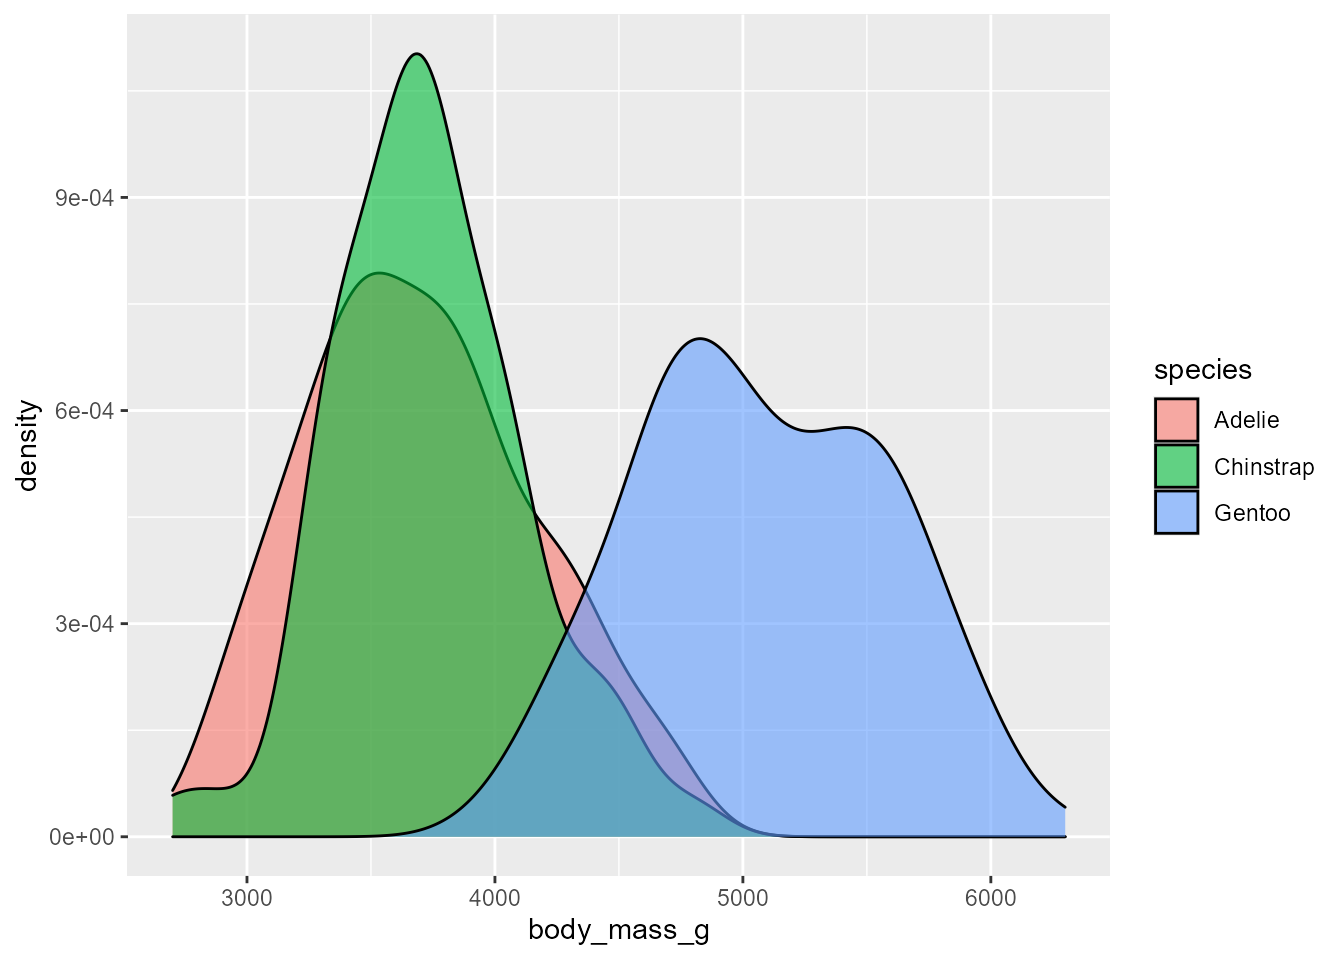 9e-04
6e-04
3e-04
0e+00
density
3000 4000 5000 6000
body_mass_g
species
Adelie
Chinstrap
Gentoo